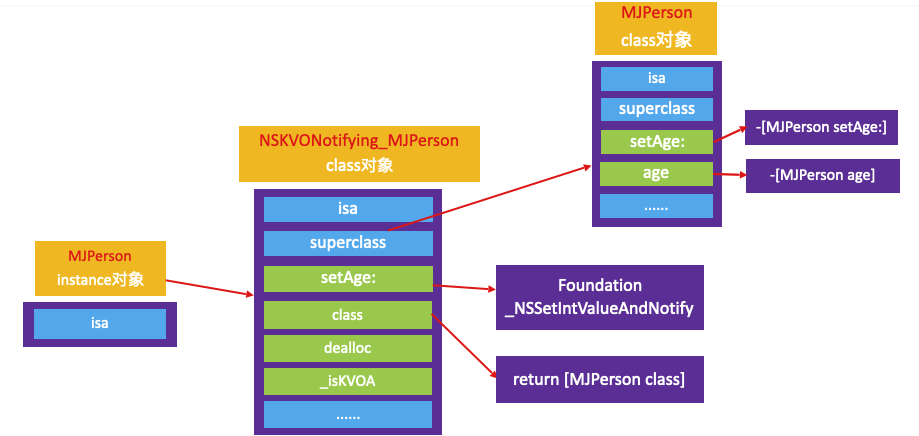 MJPerson
instance对象
isa
NSKVONotifying_MJPerson
class对象
isa
superclass
setAge:
class
dealloc
_isKVOA
......
Foundation
_NSSetIntValueAndNotify
return [MJPerson class]
MJPerson
class对象
isa
superclass
setAge:
age
......
-[MJPerson setAge:]
-[MJPerson age]